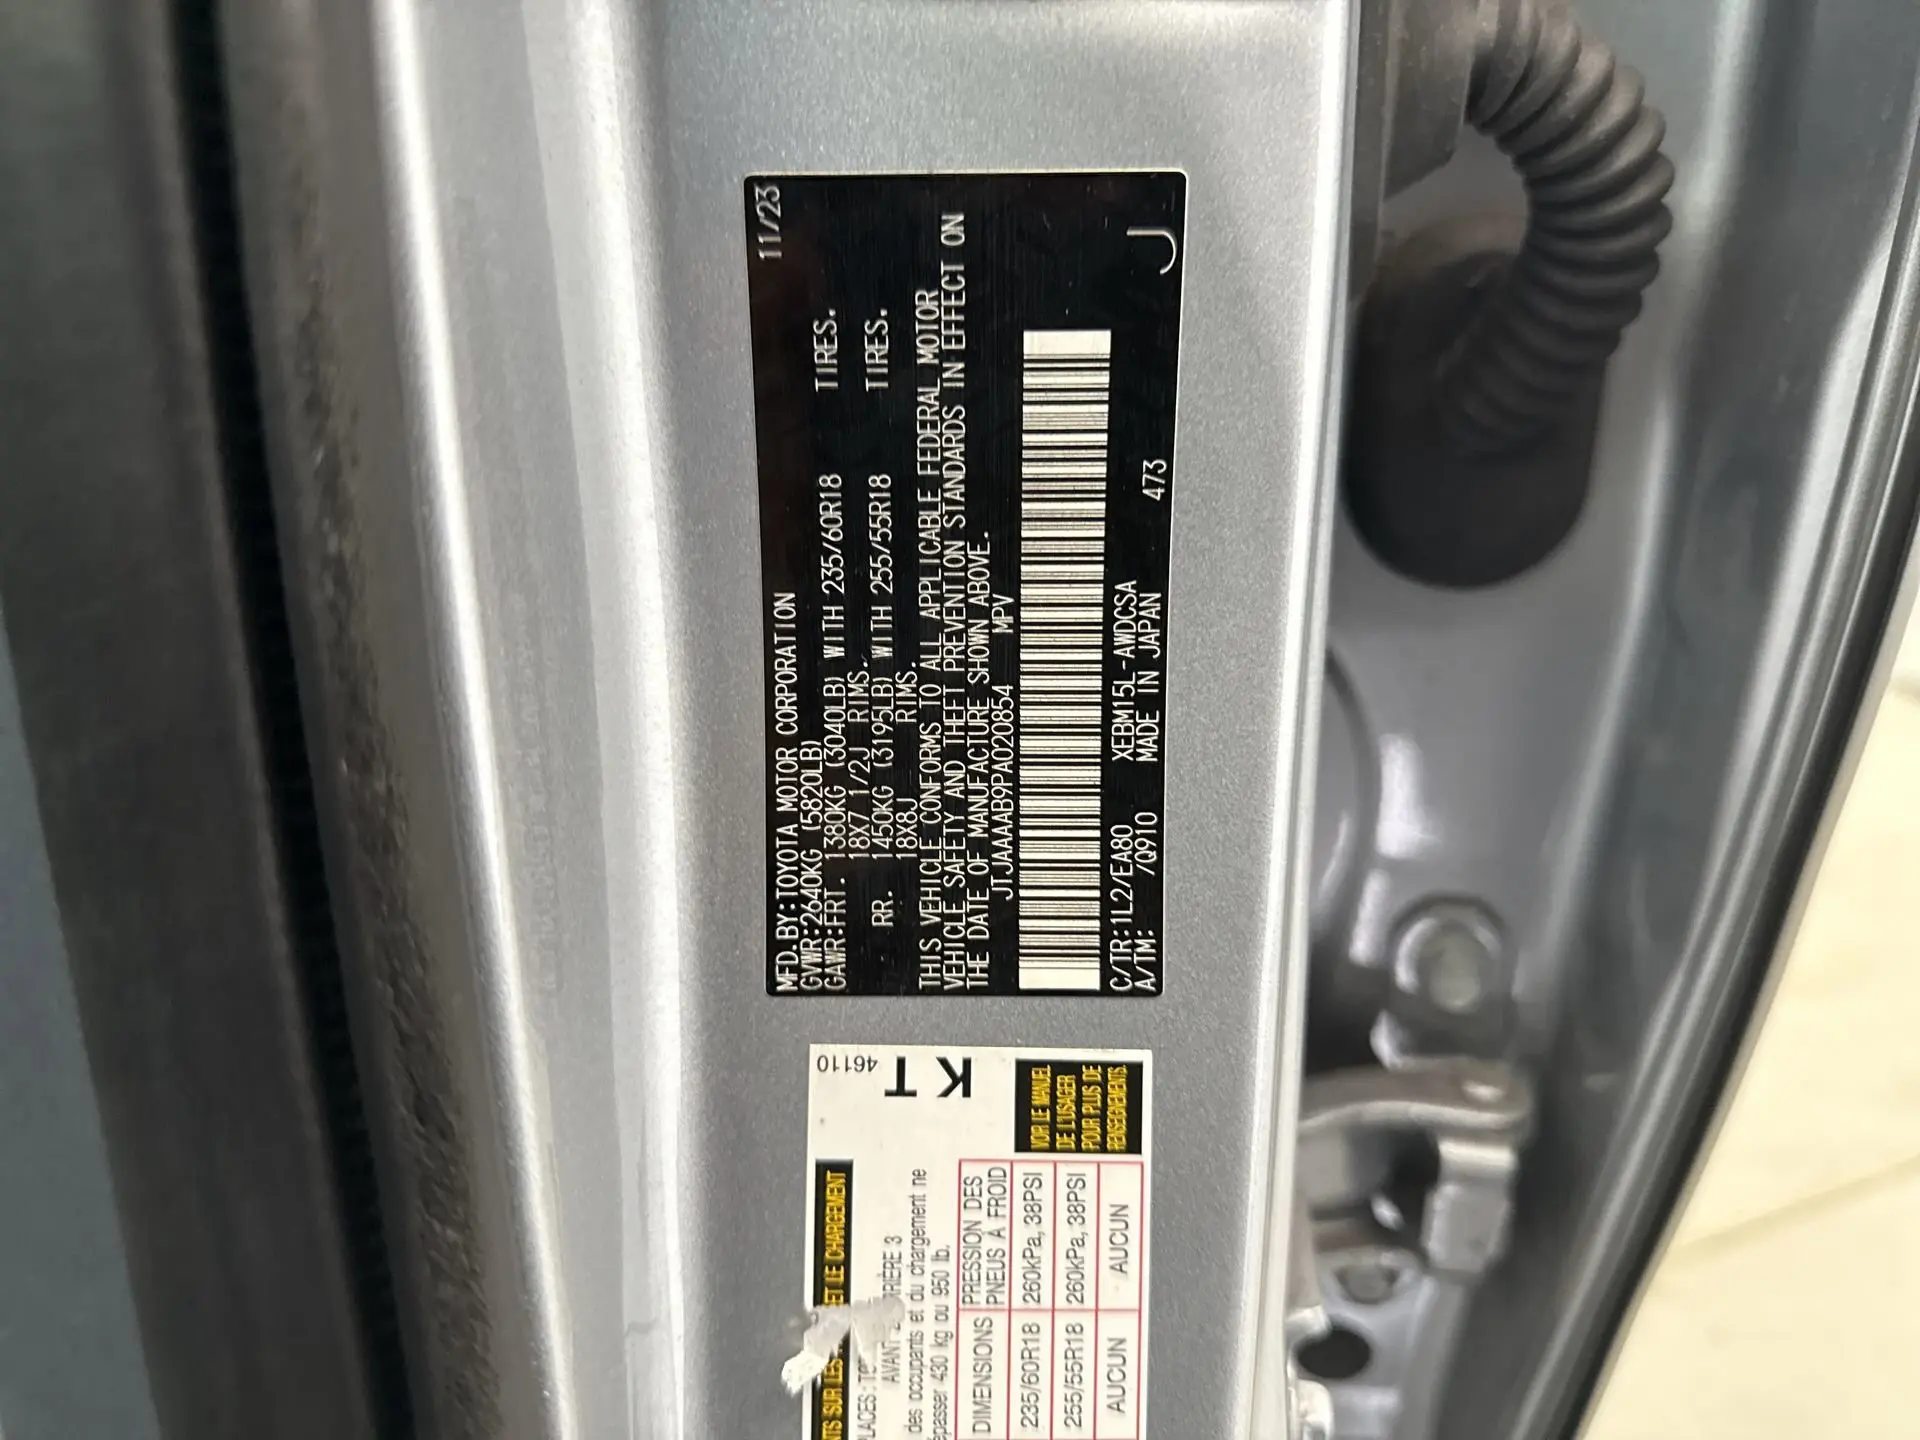 MFD.BY:TOYOTA MOTOR CORPORATION 11/23
GVWR:2640KG (5820LB)
GAWR:FRT. 1380KG (3040LB) WITH 235/60R18 TIRES.
18X7 1/2J RIMS.
RR. 1450KG (3195LB) WITH 255/55R18 TIRES.
18X8J RIMS.
THIS VEHICLE CONFORMS TO ALL APPLICABLE FEDERAL MOTOR
VEHICLE SAFETY AND THEFT PREVENTION STANDARDS IN EFFECT ON
THE DATE OF MANUFACTURE SHOWN ABOVE.
JTJAAAAB9PA020854 MPV
C/TR:1L2/EA80 XEBM15L-AWDCSA
A/TM: /Q910 MADE IN JAPAN 473 J
46110
KT
ET LE CHARGEMENT
AVANT
3
des occupants et du chargement ne
430 kg ou 950 lb.
DIMENSIONS PRESSION DES PNEUS À FROID
235/60R18 260kPa, 38PSI
255/55R18 260kPa, 38PSI
AUCUN AUCUN
VOIR LE MANUEL
DE L'USAGER
POUR PLUS DE
RENSEIGNEMENTS